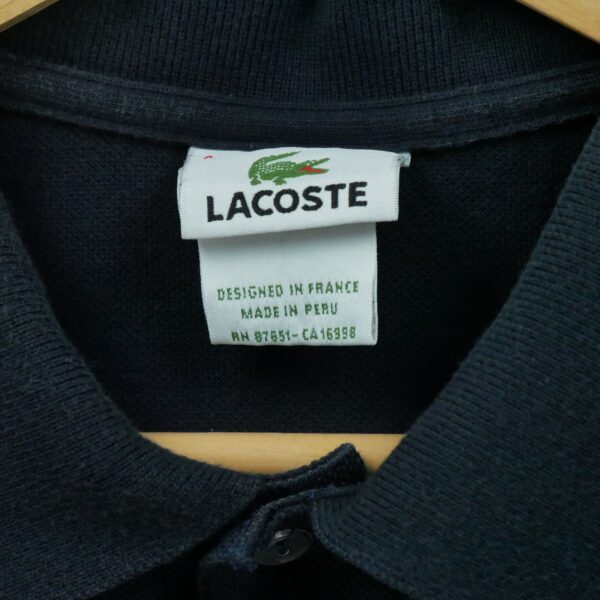 LACOSTE
DESIGNED IN FRANCE
MADE IN PERU
RN 87651-CA16998